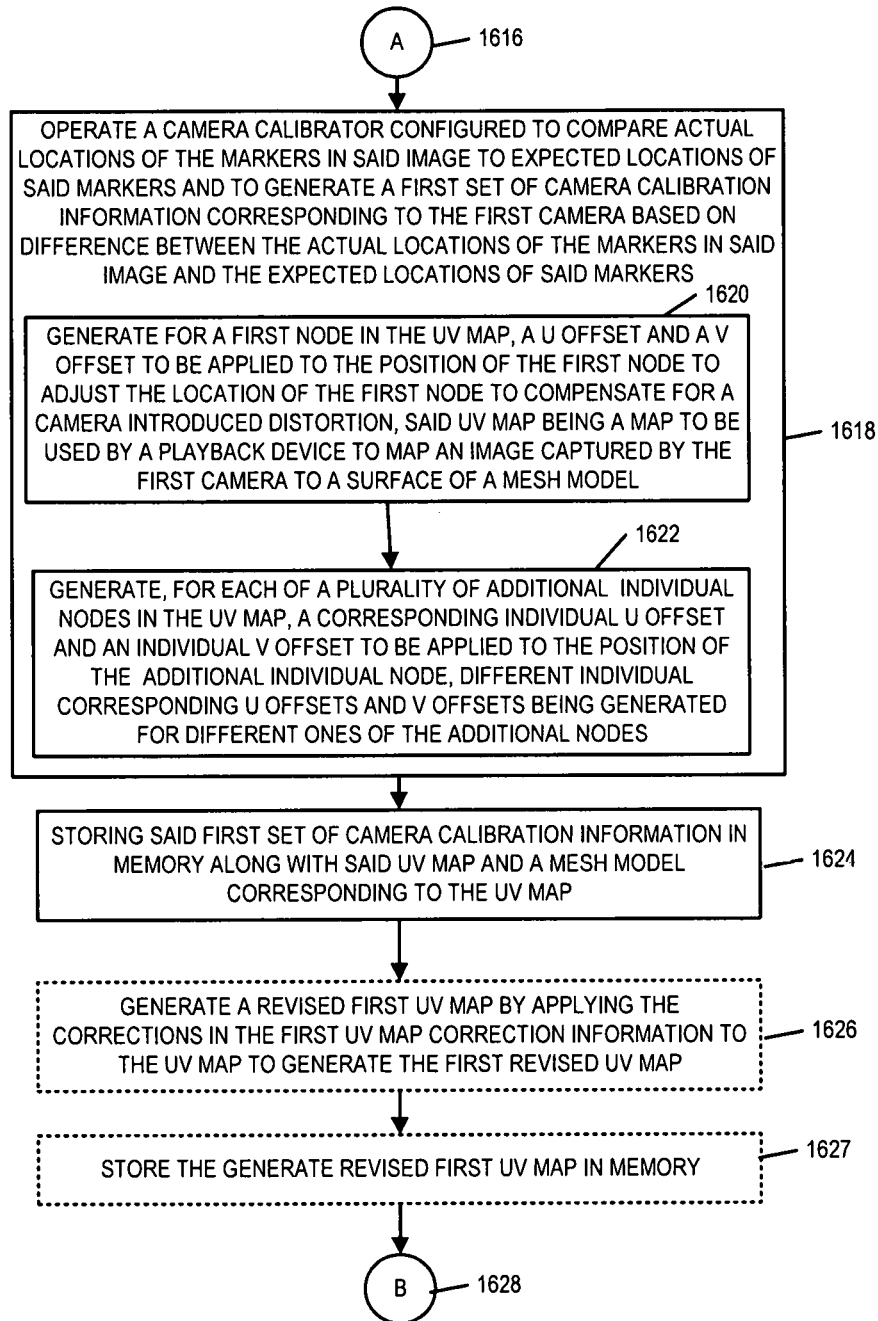 A
1616
OPERATE A CAMERA CALIBRATOR CONFIGURED TO COMPARE ACTUAL
LOCATIONS OF THE MARKERS IN SAID IMAGE TO EXPECTED LOCATIONS OF
SAID MARKERS AND TO GENERATE A FIRST SET OF CAMERA CALIBRATION
INFORMATION CORRESPONDING TO THE FIRST CAMERA BASED ON
DIFFERENCE BETWEEN THE ACTUAL LOCATIONS OF THE MARKERS IN SAID
IMAGE AND THE EXPECTED LOCATIONS OF SAID MARKERS
1620
GENERATE FOR A FIRST NODE IN THE UV MAP, A U OFFSET AND A V
OFFSET TO BE APPLIED TO THE POSITION OF THE FIRST NODE TO
ADJUST THE LOCATION OF THE FIRST NODE TO COMPENSATE FOR A
CAMERA INTRODUCED DISTORTION, SAID UV MAP BEING A MAP TO BE
USED BY A PLAYBACK DEVICE TO MAP AN IMAGE CAPTURED BY THE
FIRST CAMERA TO A SURFACE OF A MESH MODEL
1618
1622
GENERATE, FOR EACH OF A PLURALITY OF ADDITIONAL INDIVIDUAL
NODES IN THE UV MAP, A CORRESPONDING INDIVIDUAL U OFFSET
AND AN INDIVIDUAL V OFFSET TO BE APPLIED TO THE POSITION OF
THE ADDITIONAL INDIVIDUAL NODE, DIFFERENT INDIVIDUAL
CORRESPONDING U OFFSETS AND V OFFSETS BEING GENERATED
FOR DIFFERENT ONES OF THE ADDITIONAL NODES
STORING SAID FIRST SET OF CAMERA CALIBRATION INFORMATION IN
MEMORY ALONG WITH SAID UV MAP AND A MESH MODEL
CORRESPONDING TO THE UV MAP
1624
GENERATE A REVISED FIRST UV MAP BY APPLYING THE
CORRECTIONS IN THE FIRST UV MAP CORRECTION INFORMATION TO
THE UV MAP TO GENERATE THE FIRST REVISED UV MAP
1626
STORE THE GENERATE REVISED FIRST UV MAP IN MEMORY
1627
B
1628